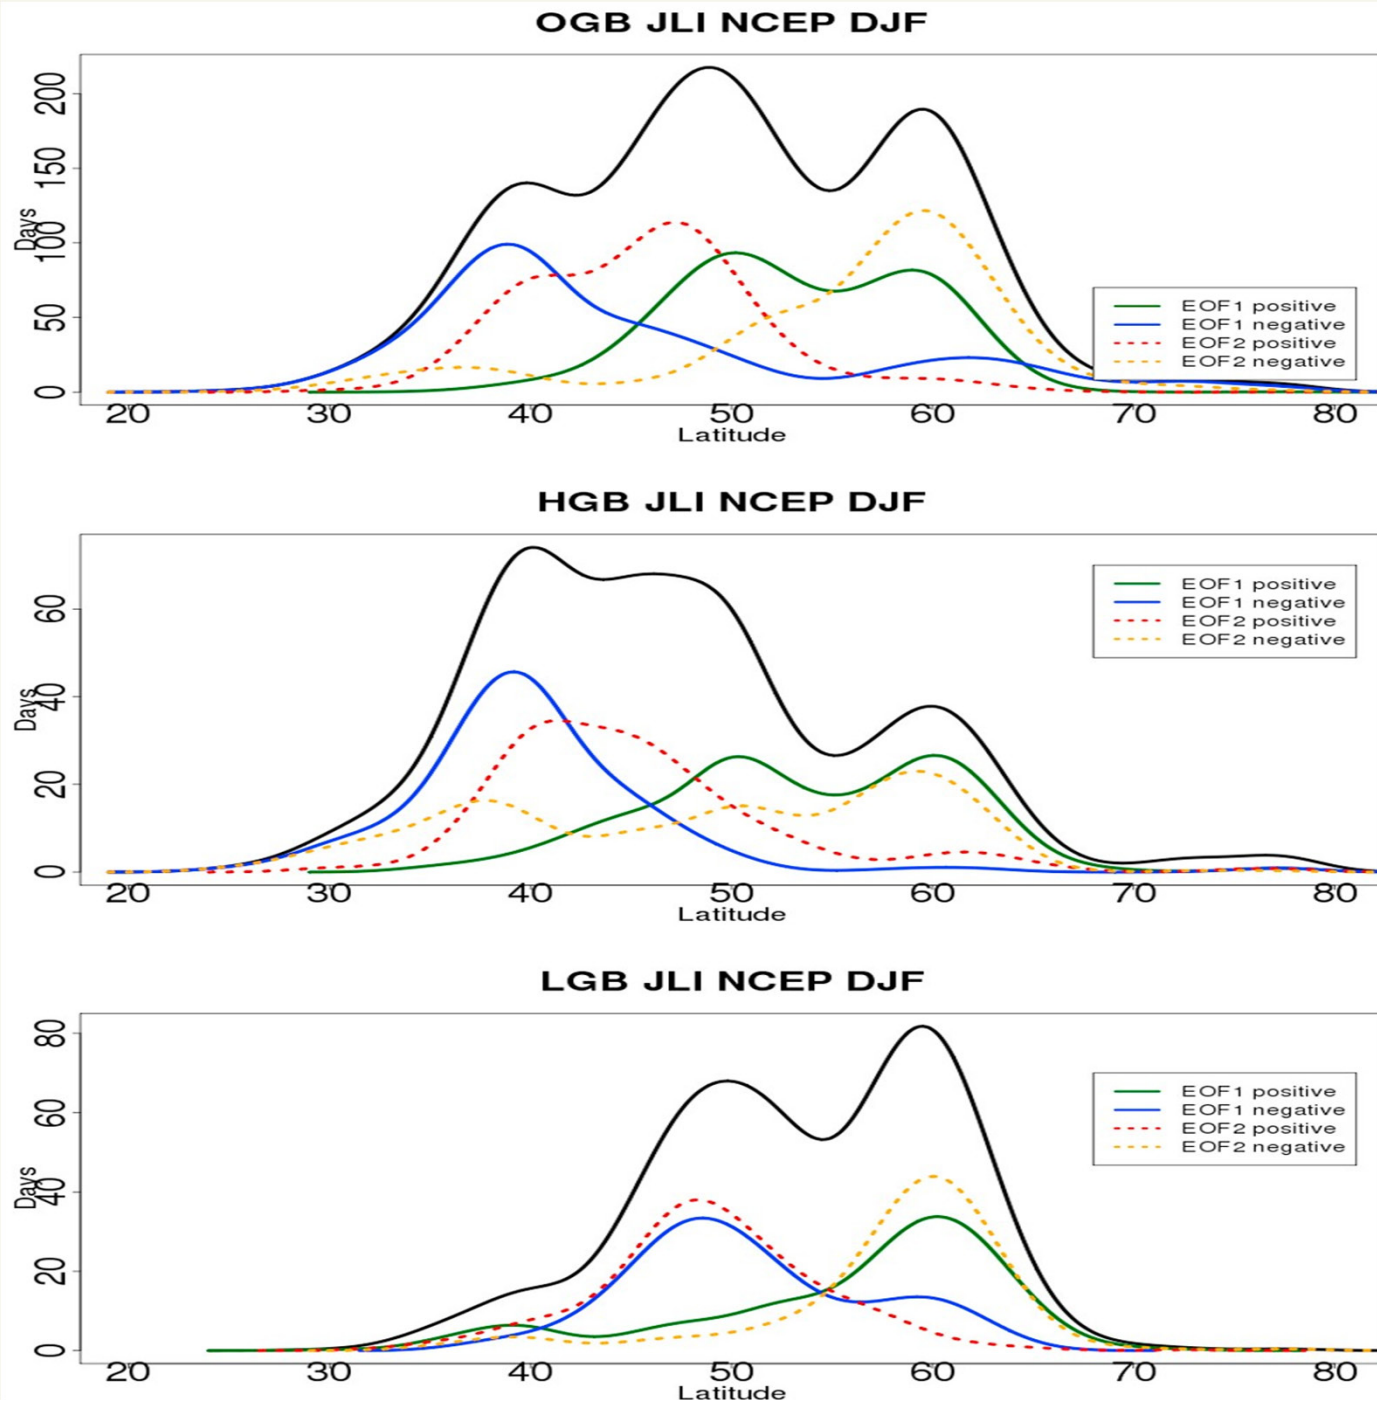 OGB JLI NCEP DJF
Days
200
150
100
50
0
EOF1 positive
EOF1 negative
EOF2 positive
EOF2 negative
20 30 40 50 60 70 80
Latitude
HGB JLI NCEP DJF
Days
60
40
20
0
EOF1 positive
EOF1 negative
EOF2 positive
EOF2 negative
20 30 40 50 60 70 80
Latitude
LGB JLI NCEP DJF
Days
80
60
40
20
0
EOF1 positive
EOF1 negative
EOF2 positive
EOF2 negative
20 30 40 50 60 70 80
Latitude